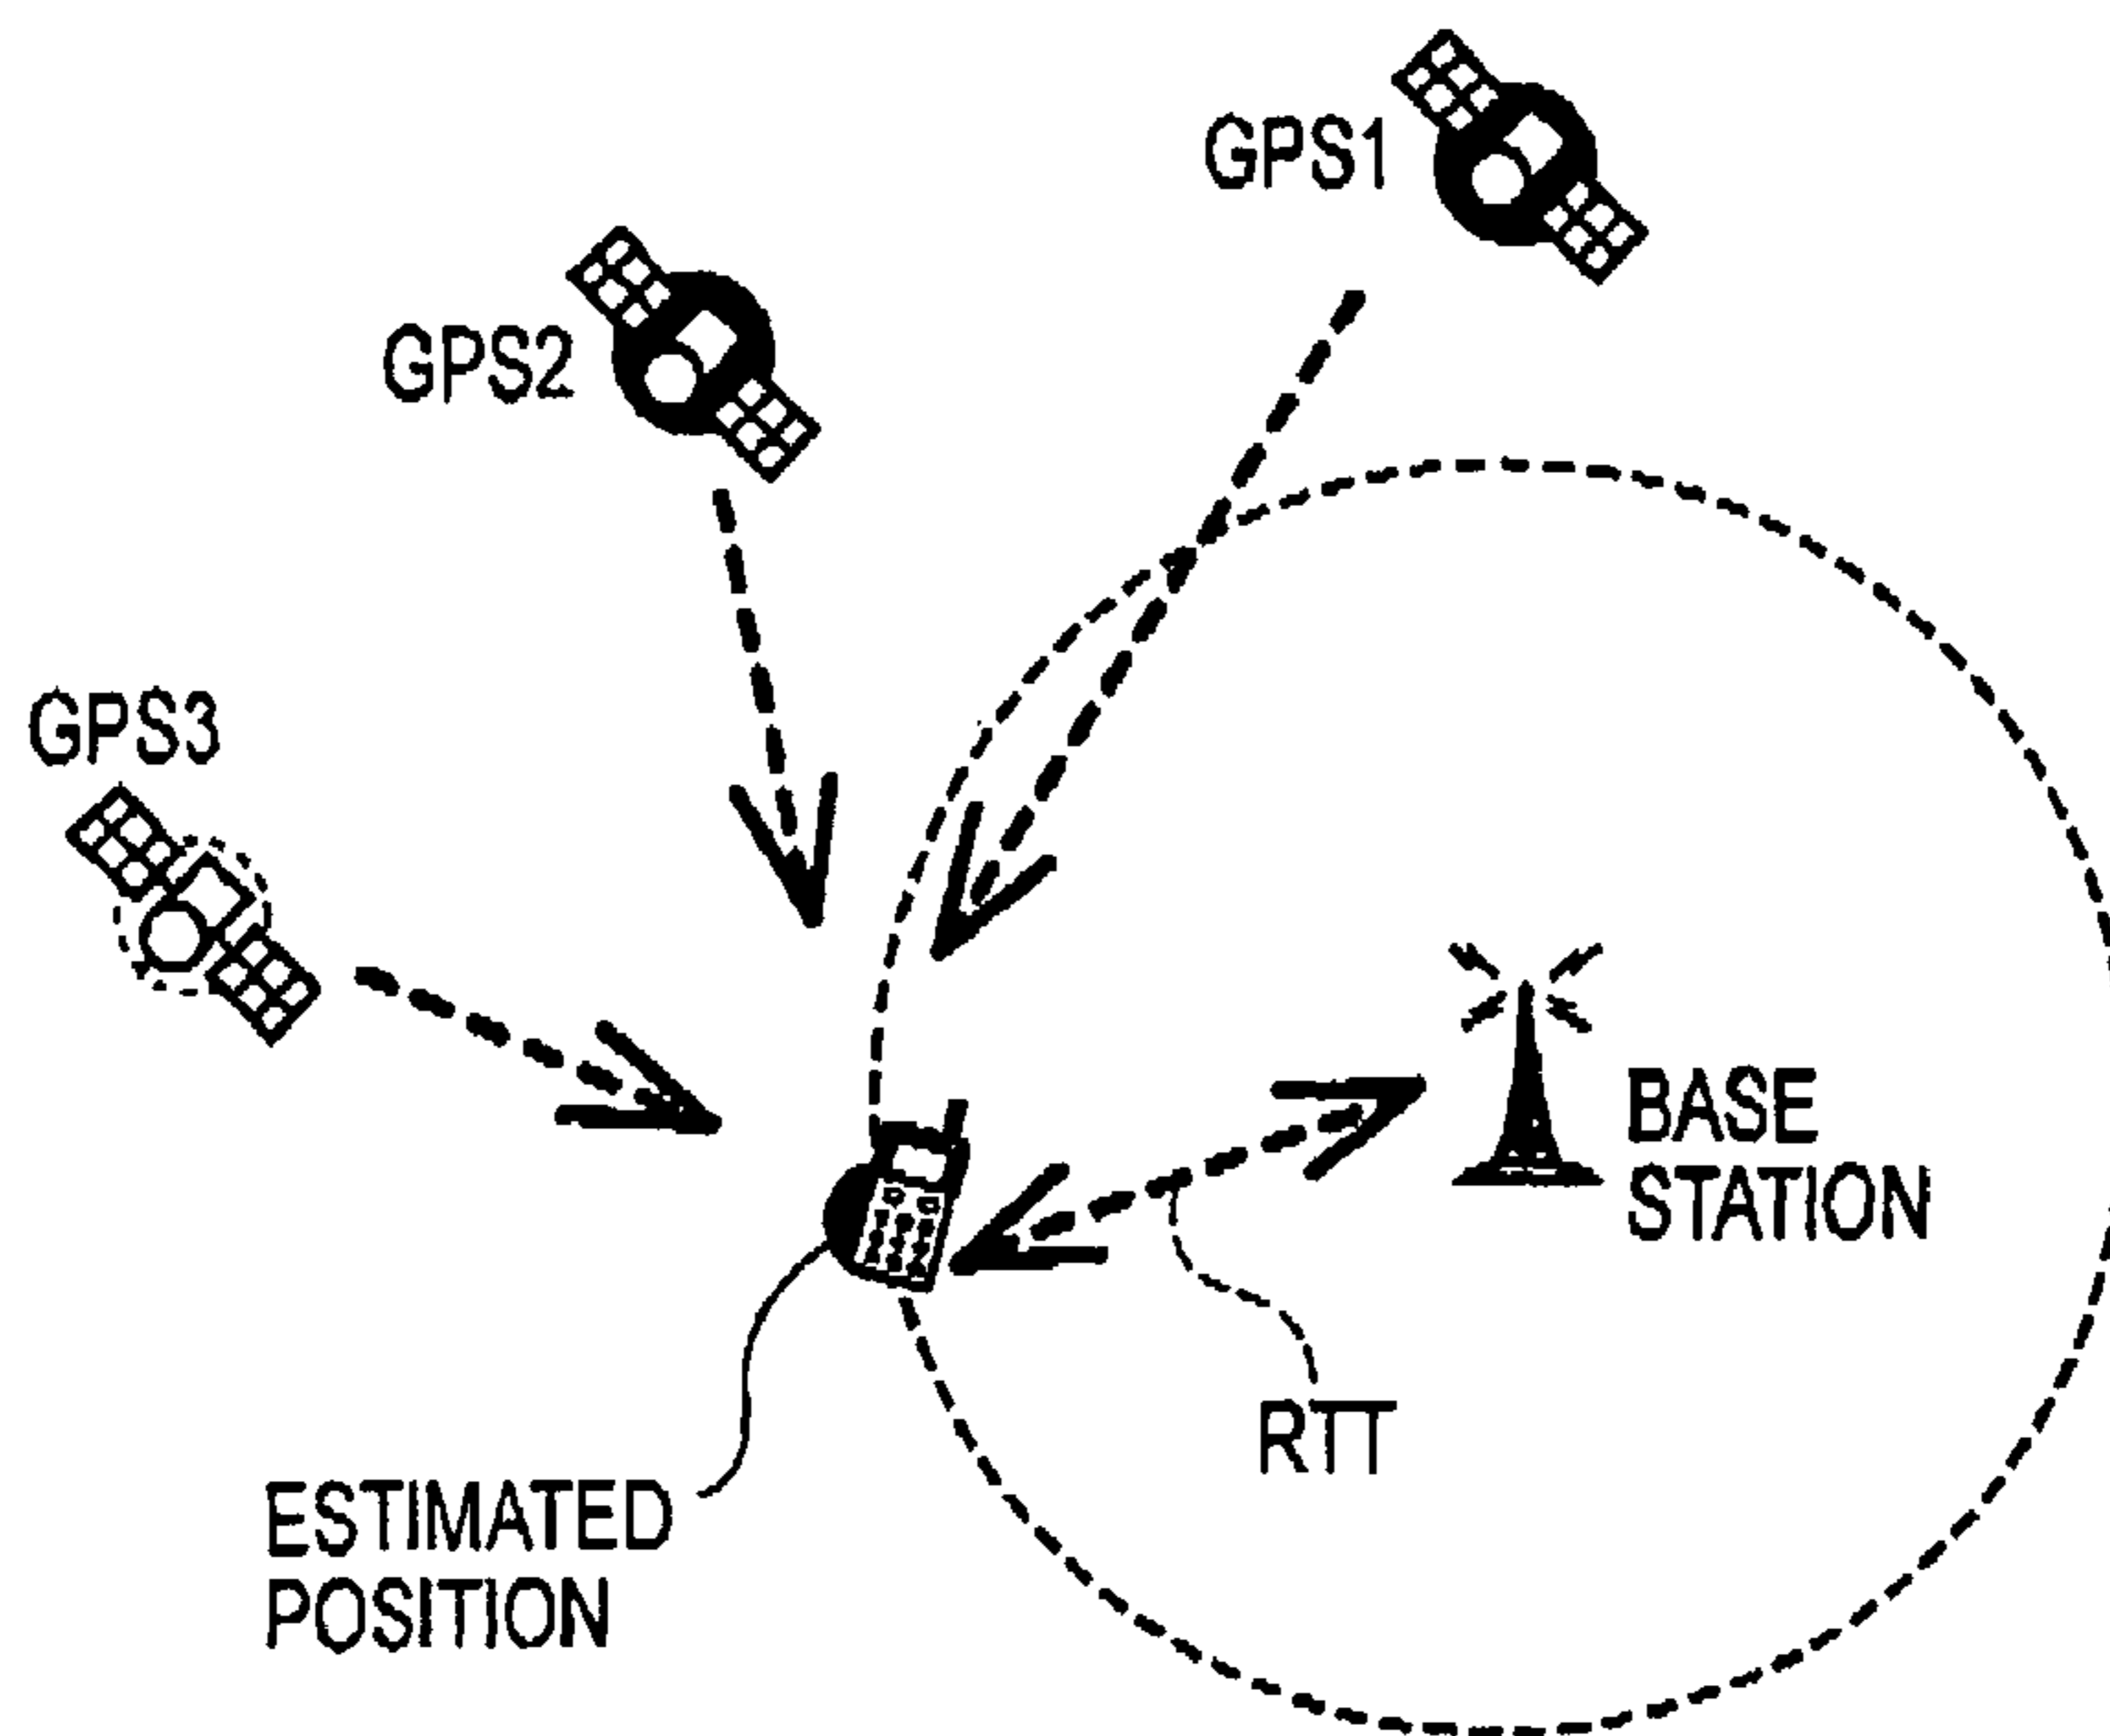 GPS1
GPS2
GPS3
BASE
STATION
RTT
ESTIMATED
POSITION